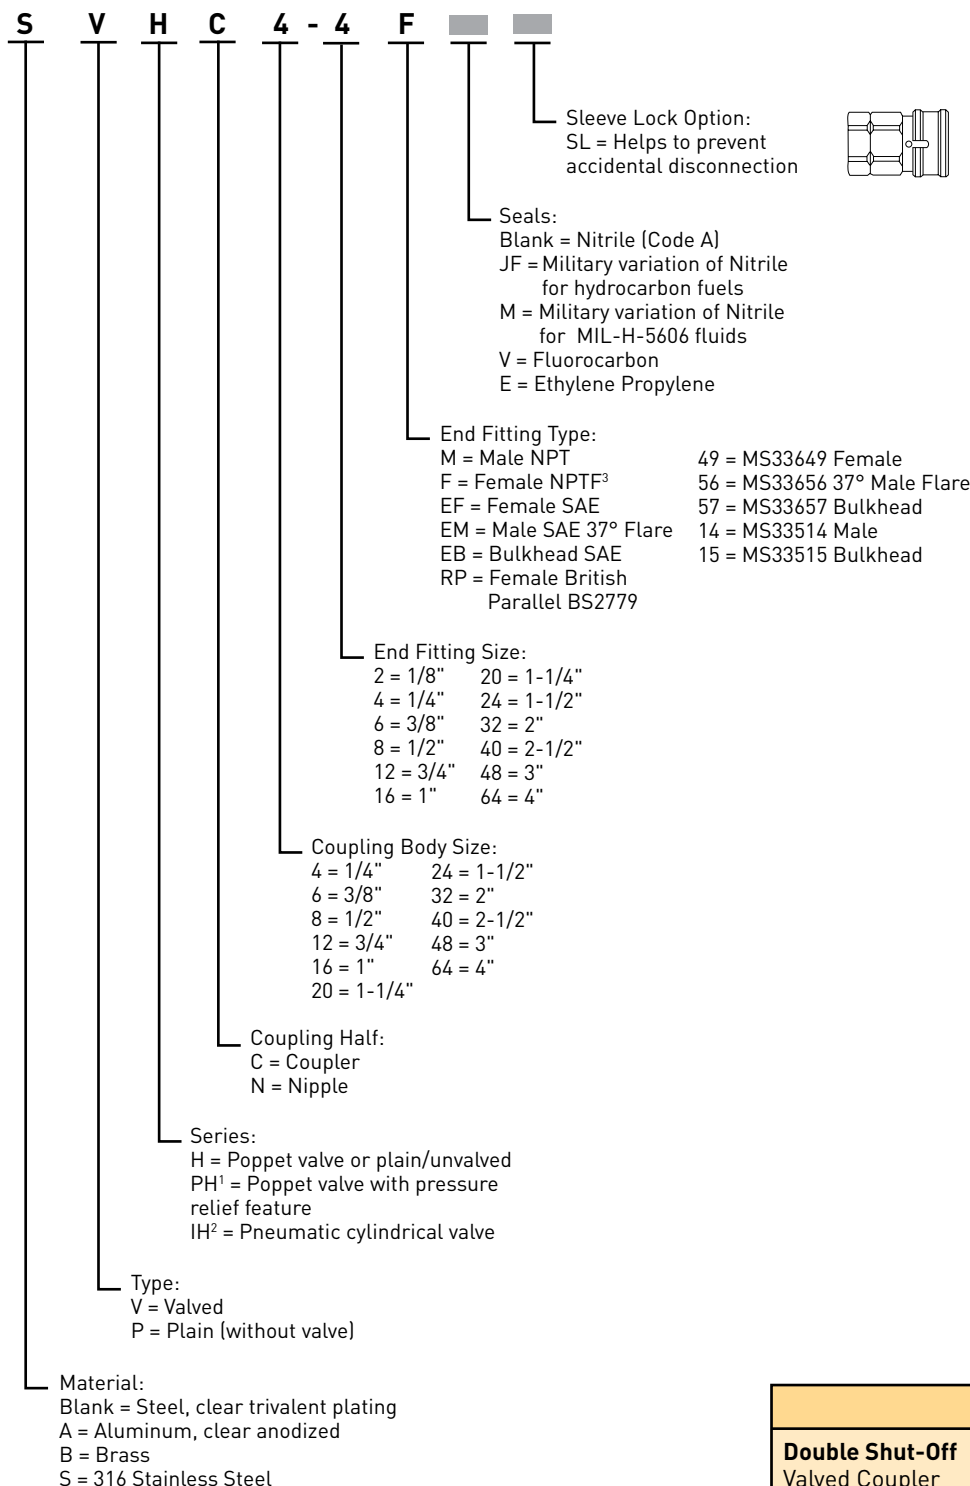 S V H C 4 - 4 F
Sleeve Lock Option:
SL = Helps to prevent
accidental disconnection
Seals:
Blank = Nitrile (Code A)
JF = Military variation of Nitrile
for hydrocarbon fuels
M = Military variation of Nitrile
for MIL-H-5606 fluids
V = Fluorocarbon
E = Ethylene Propylene
End Fitting Type:
M = Male NPT
F = Female NPTF³
EF = Female SAE
EM = Male SAE 37° Flare
EB = Bulkhead SAE
RP = Female British
Parallel BS2779
49 = MS33649 Female
56 = MS33656 37° Male Flare
57 = MS33657 Bulkhead
14 = MS33514 Male
15 = MS33515 Bulkhead
End Fitting Size:
2 = 1/8"
4 = 1/4"
6 = 3/8"
8 = 1/2"
12 = 3/4"
16 = 1"
20 = 1-1/4"
24 = 1-1/2"
32 = 2"
40 = 2-1/2"
48 = 3"
64 = 4"
Coupling Body Size:
4 = 1/4"
6 = 3/8"
8 = 1/2"
12 = 3/4"
16 = 1"
20 = 1-1/4"
24 = 1-1/2"
32 = 2"
40 = 2-1/2"
48 = 3"
64 = 4"
Coupling Half:
C = Coupler
N = Nipple
Series:
H = Poppet valve or plain/unvalved
PH¹ = Poppet valve with pressure
relief feature
IH² = Pneumatic cylindrical valve
Type:
V = Valved
P = Plain (without valve)
Material:
Blank = Steel, clear trivalent plating
A = Aluminum, clear anodized
B = Brass
S = 316 Stainless Steel
Double Shut-Off
Valved Coupler